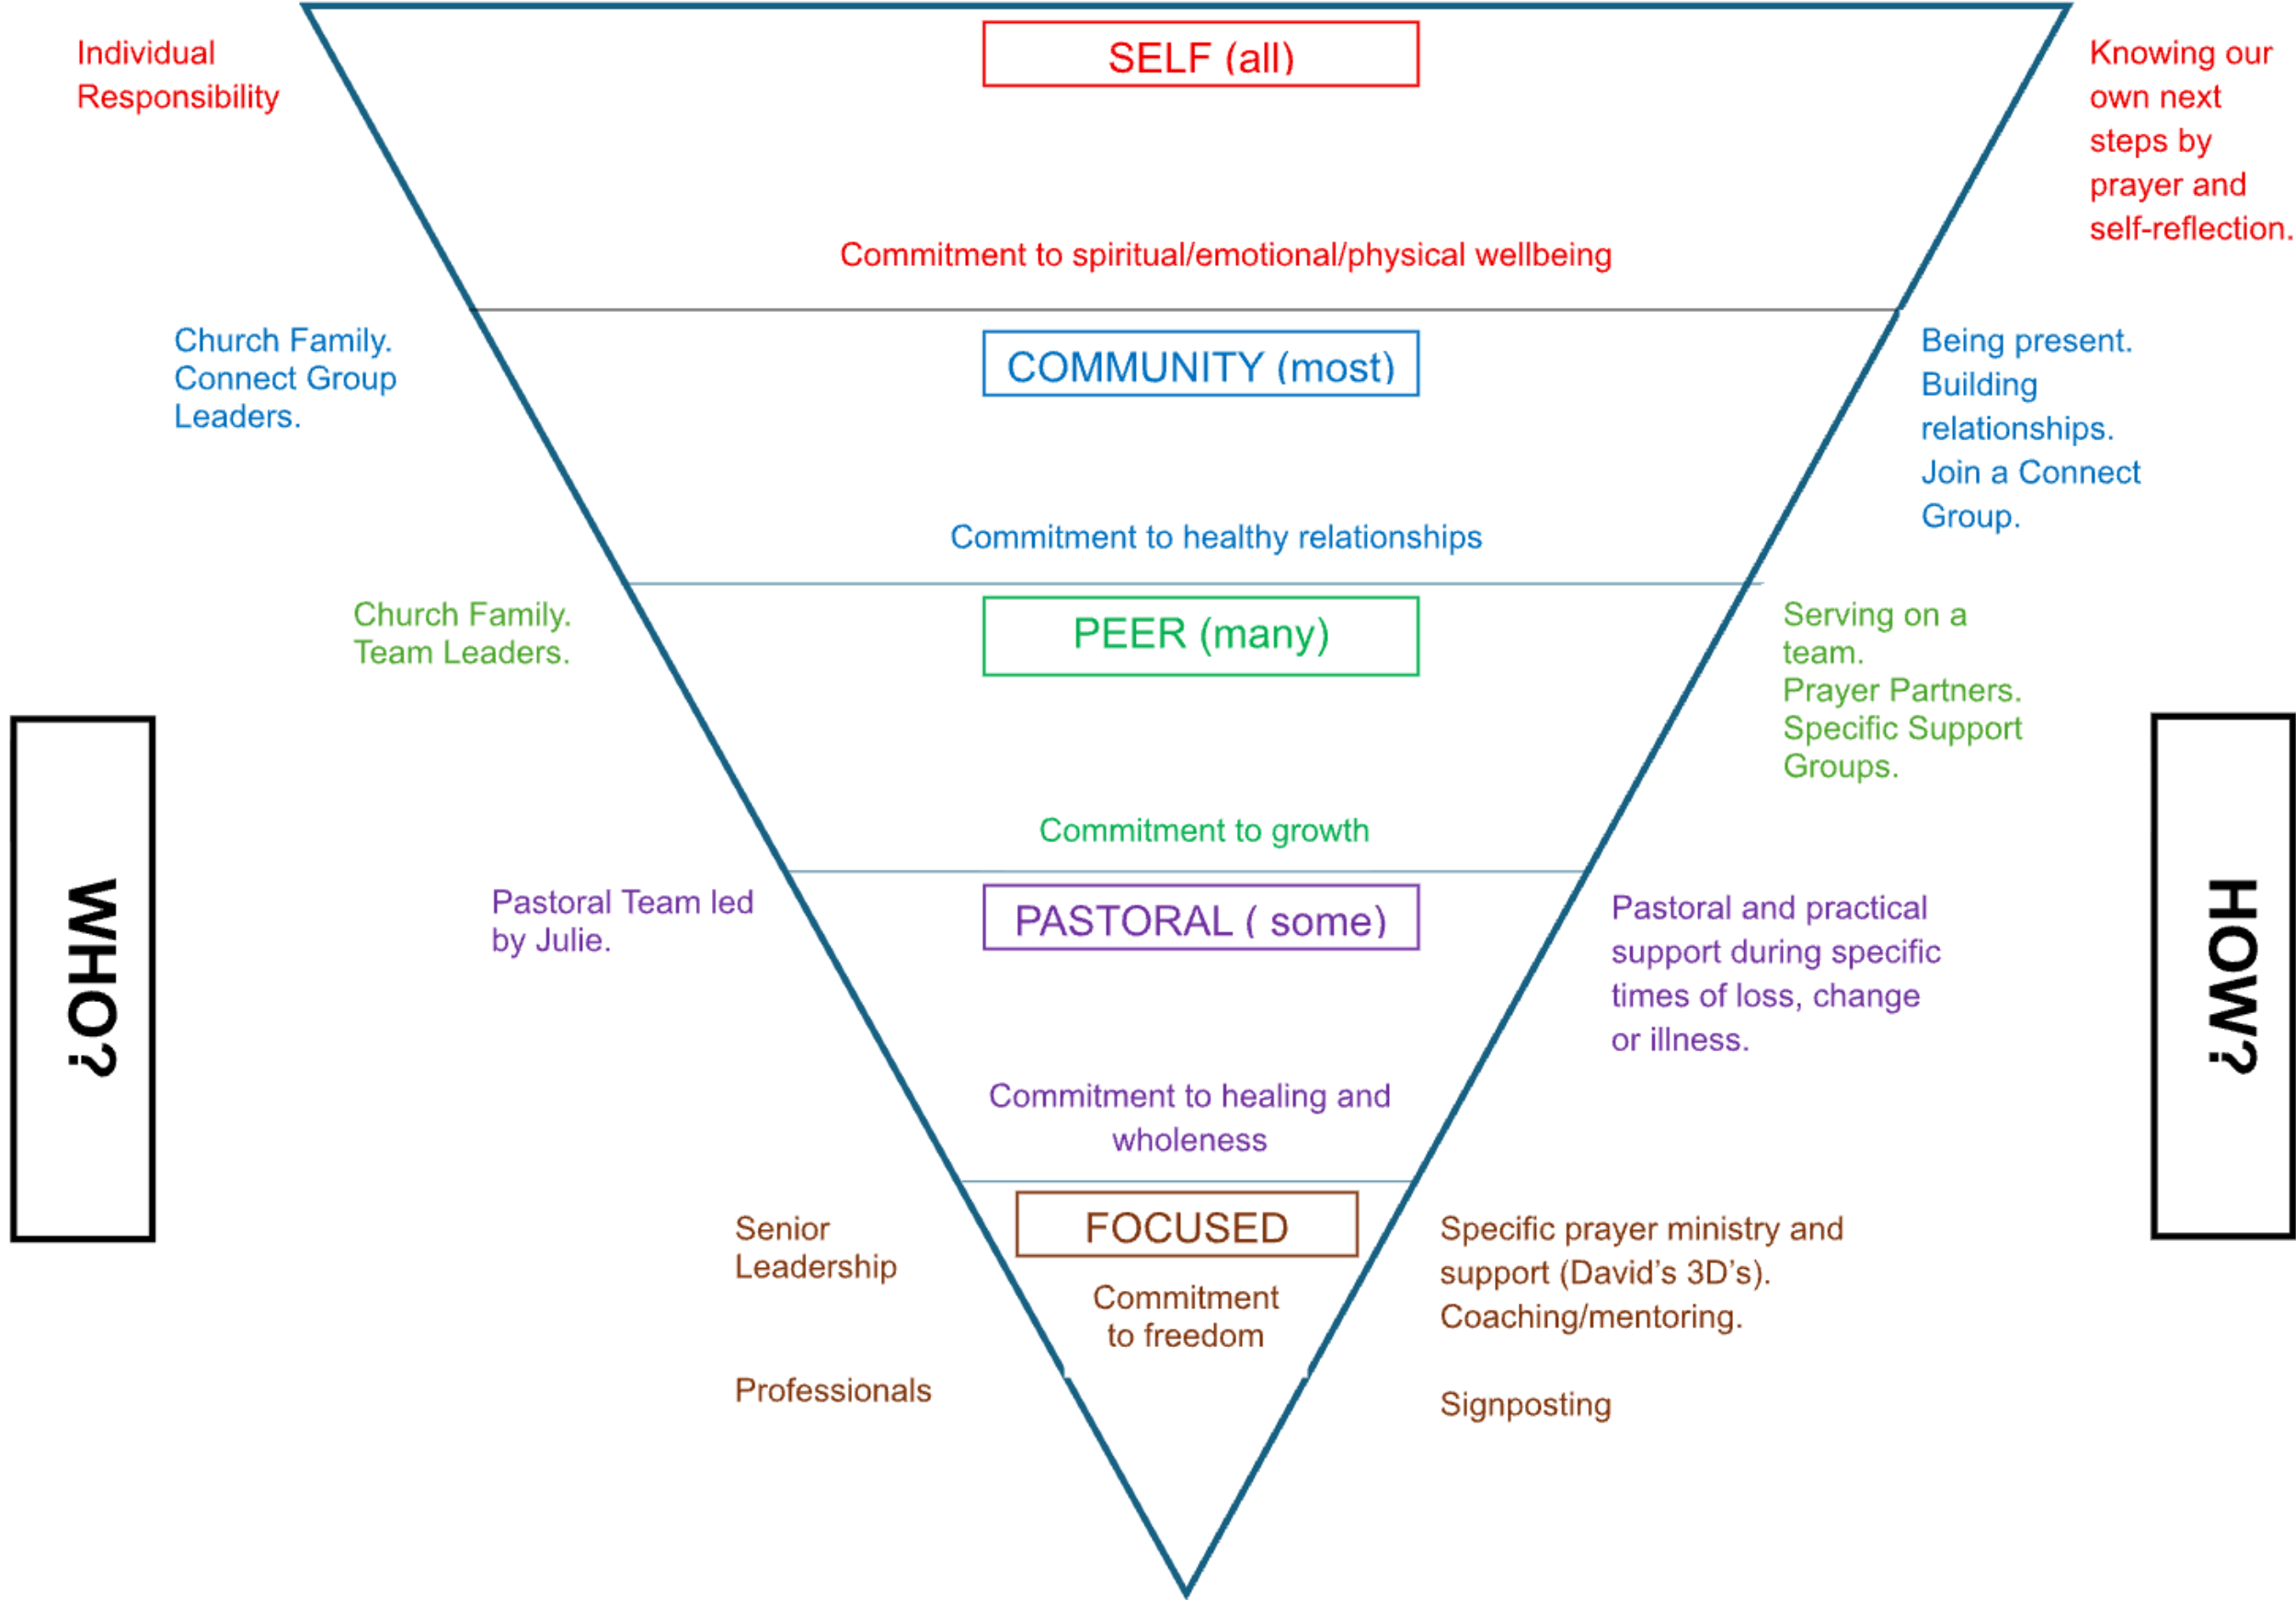 SELF (all)
Individual
Responsibility
Knowing our
own next
steps by
prayer and
self-reflection.
Commitment to spiritual/emotional/physical wellbeing
COMMUNITY (most)
Church Family.
Connect Group
Leaders.
Being present.
Building
relationships.
Join a Connect
Group.
Commitment to healthy relationships
PEER (many)
Church Family.
Team Leaders.
Serving on a
team.
Prayer Partners.
Specific Support
Groups.
Commitment to growth
WHO?
HOW?
PASTORAL ( some)
Pastoral Team led
by Julie.
Pastoral and practical
support during specific
times of loss, change
or illness.
Commitment to healing and
wholeness
FOCUSED
Senior
Leadership
Commitment
to freedom
Specific prayer ministry and
support (David’s 3D’s).
Coaching/mentoring.
Professionals
Signposting